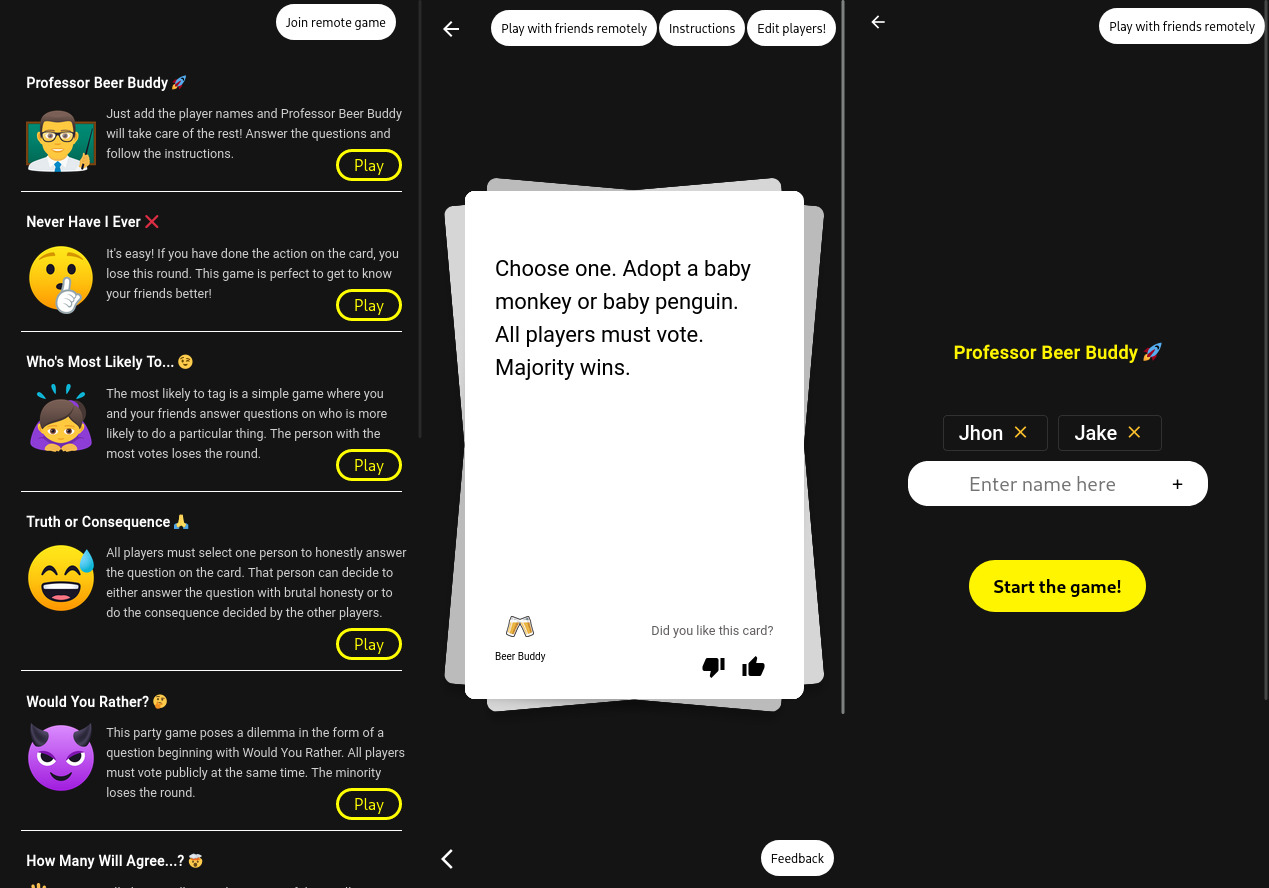 Join remote game
Professor Beer Buddy 🚀
Just add the player names and Professor Beer Buddy
will take care of the rest! Answer the questions and
follow the instructions.
Play
Never Have I Ever ❌
It's easy! If you have done the action on the card, you
lose this round. This game is perfect to get to know
your friends better!
Play
Who's Most Likely To... 😉
The most likely to tag is a simple game where you
and your friends answer questions on who is more
likely to do a particular thing. The person with the
most votes loses the round.
Play
Truth or Consequence 🙏
All players must select one person to honestly answer
the question on the card. That person can decide to
either answer the question with brutal honesty or to
do the consequence decided by the other players.
Play
Would You Rather? 🤔
This party game poses a dilemma in the form of a
question beginning with Would You Rather. All players
must vote publicly at the same time. The minority
loses the round.
Play
How Many Will Agree...? 🤯
Play with friends remotely
Instructions
Edit players!
Choose one. Adopt a baby
monkey or baby penguin.
All players must vote.
Majority wins.
Beer Buddy
Did you like this card?
Feedback
Play with friends remotely
Professor Beer Buddy 🚀
Jhon ✕ Jake ✕
Enter name here +
Start the game!